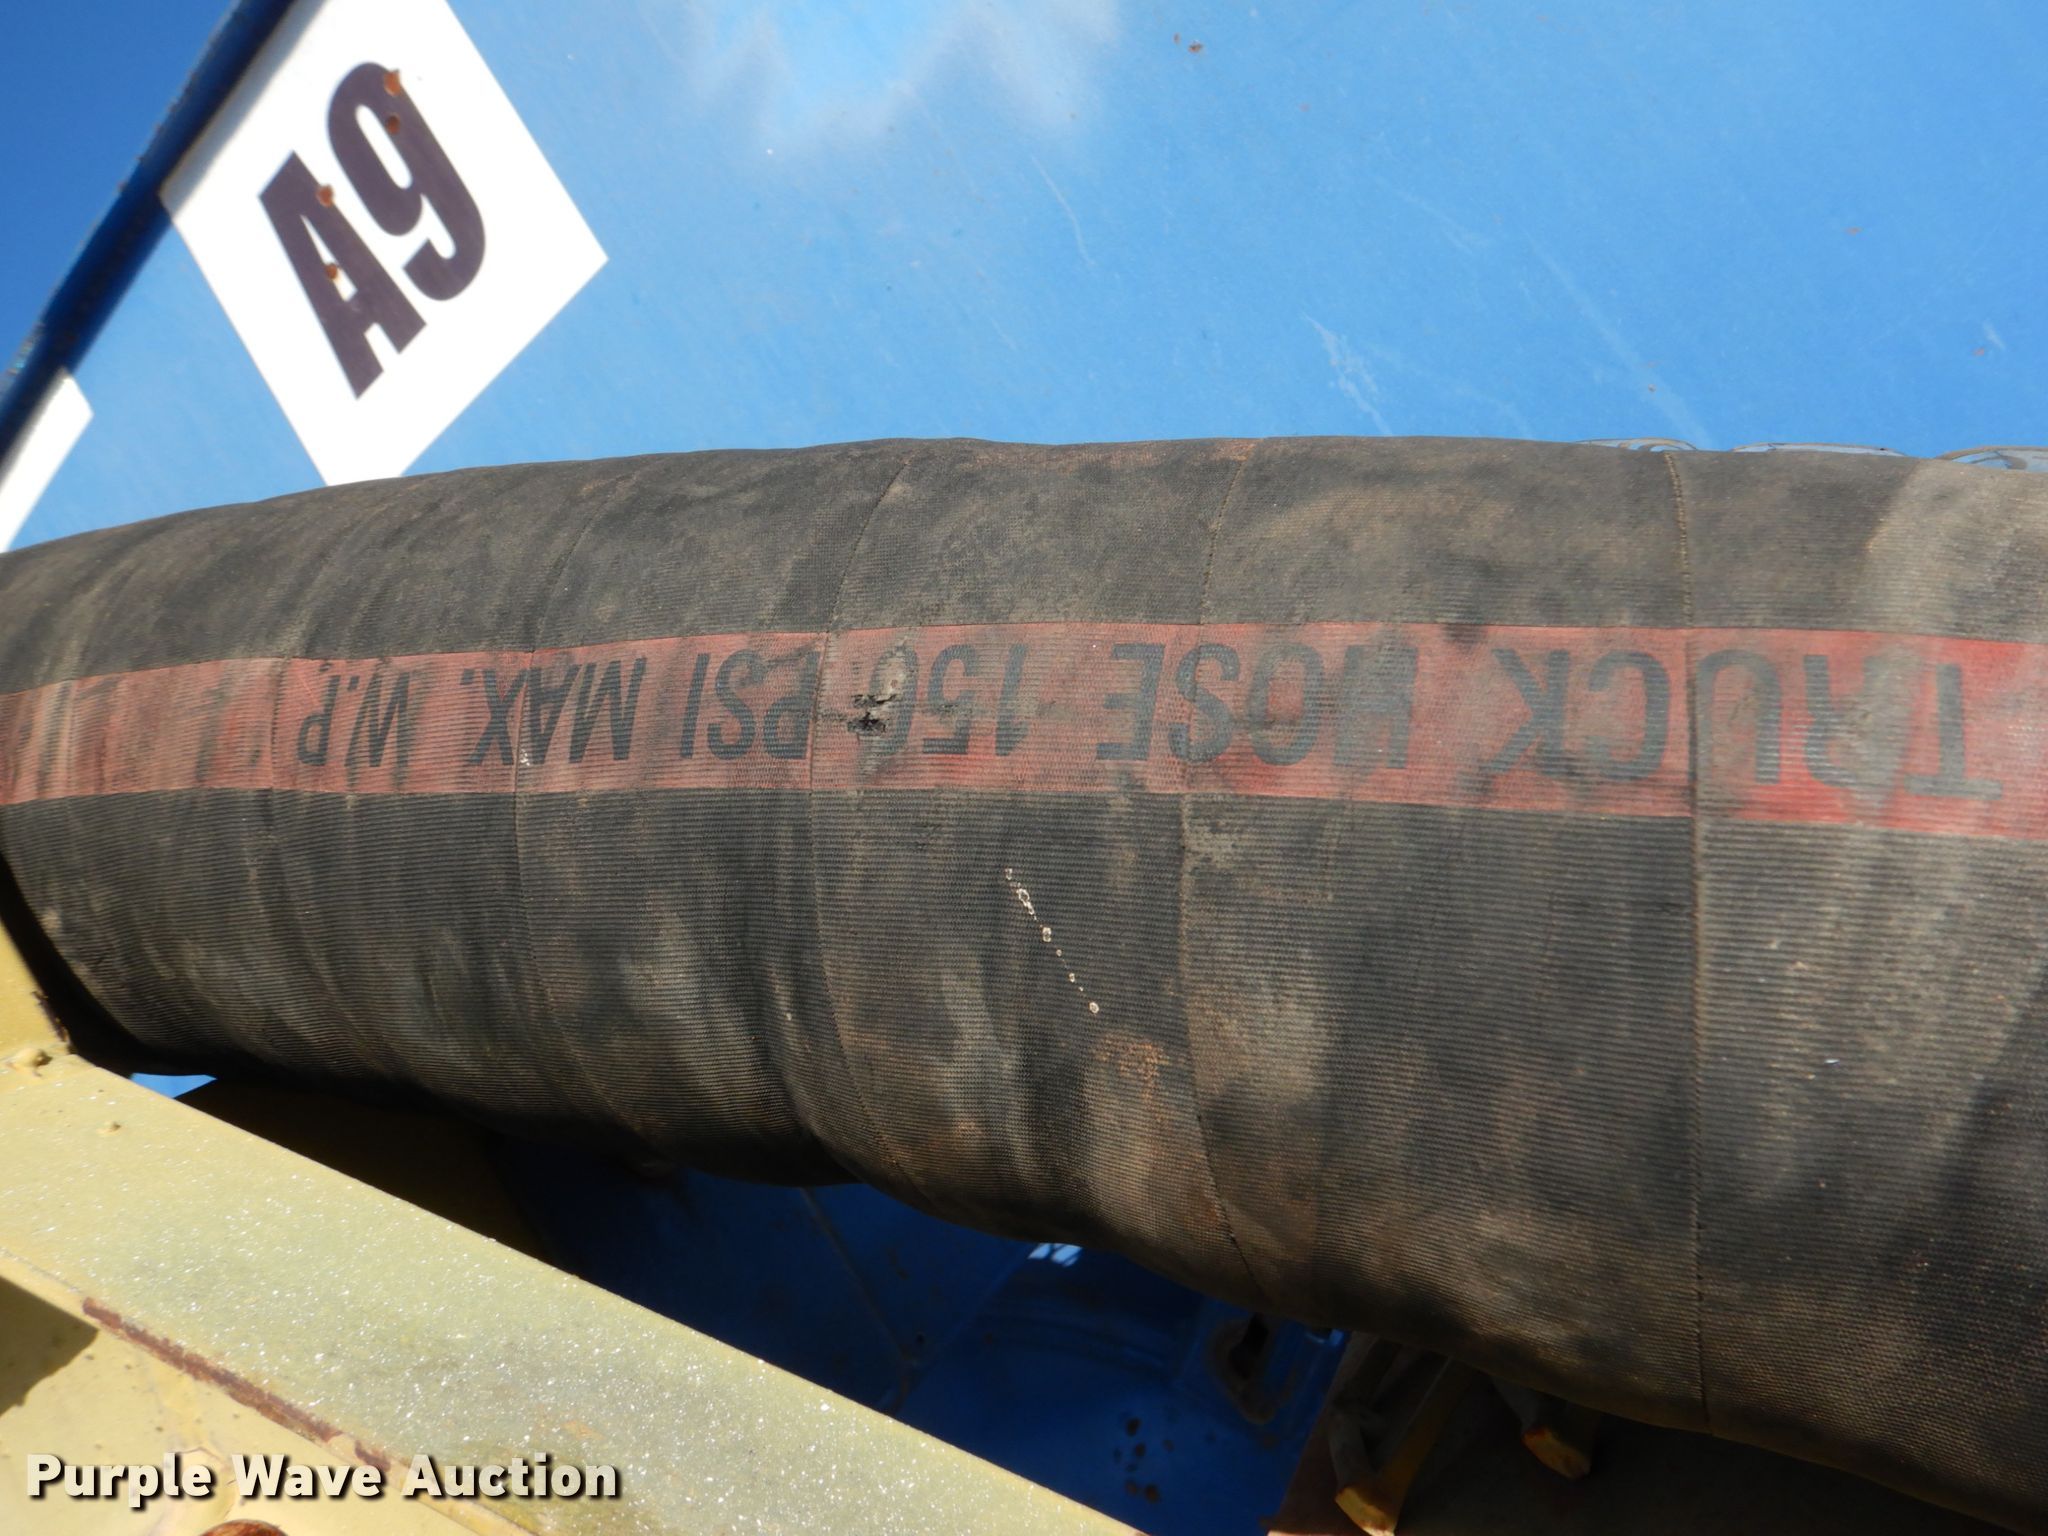 A9
TRUCK HOSE 150 PSI MAX. W.P.
Purple Wave Auction